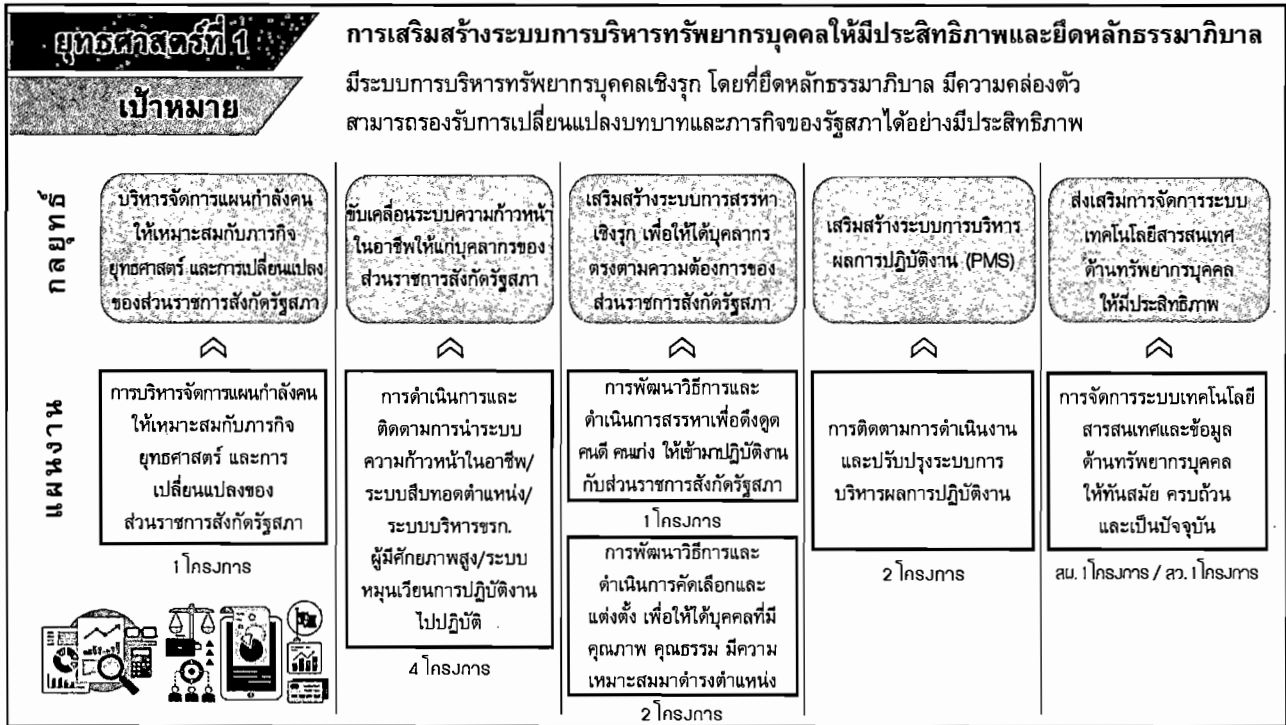 ยุทธศาสตร์ที่ 1
การเสริมสร้างระบบการบริหารทรัพยากรบุคคลให้มีประสิทธิภาพและยึดหลักธรรมาภิบาล
เป้าหมาย
มีระบบการบริหารทรัพยากรบุคคลเชิงรุก โดยที่ยึดหลักธรรมาภิบาล มีความคล่องตัว
สามารถรองรับการเปลี่ยนแปลงบทบาทและภารกิจของรัฐสภาได้อย่างมีประสิทธิภาพ
กลยุทธ์
บริหารจัดการแผนกำลังคน
ให้เหมาะสมกับภารกิจ
ยุทธศาสตร์ และการเปลี่ยนแปลง
ของส่วนราชการสังกัดรัฐสภา
ขับเคลื่อนระบบความก้าวหน้า
ในอาชีพให้แก่บุคลากรของ
ส่วนราชการสังกัดรัฐสภา
เสริมสร้างระบบการสรรหา
เชิงรุก เพื่อให้ได้บุคลากร
ตรงตามความต้องการของ
ส่วนราชการสังกัดรัฐสภา
เสริมสร้างระบบการบริหาร
ผลการปฏิบัติงาน (PMS)
ส่งเสริมการจัดการระบบ
เทคโนโลยีสารสนเทศ
ด้านทรัพยากรบุคคล
ให้มีประสิทธิภาพ
แผนงาน
การบริหารจัดการแผนกำลังคน
ให้เหมาะสมกับภารกิจ
ยุทธศาสตร์ และการ
เปลี่ยนแปลงของ
ส่วนราชการสังกัดรัฐสภา
1 โครงการ
การดำเนินการและ
ติดตามการนำระบบ
ความก้าวหน้าในอาชีพ/
ระบบสืบทอดตำแหน่ง/
ระบบบริหารขรก.
ผู้มีศักยภาพสูง/ระบบ
หมุนเวียนการปฏิบัติงาน
ไปปฏิบัติ
4 โครงการ
การพัฒนาวิธีการและ
ดำเนินการสรรหาเพื่อดึงดูด
คนดี คนเก่ง ให้เข้ามาปฏิบัติงาน
กับส่วนราชการสังกัดรัฐสภา
1 โครงการ
การพัฒนาวิธีการและ
ดำเนินการคัดเลือกและ
แต่งตั้ง เพื่อให้ได้บุคคลที่มี
คุณภาพ คุณธรรม มีความ
เหมาะสมมาดำรงตำแหน่ง
2 โครงการ
การติดตามการดำเนินงาน
และปรับปรุงระบบการ
บริหารผลการปฏิบัติงาน
2 โครงการ
การจัดการระบบเทคโนโลยี
สารสนเทศและข้อมูล
ด้านทรัพยากรบุคคล
ให้ทันสมัย ครบถ้วน
และเป็นปัจจุบัน
สผ. 1 โครงการ / สว. 1 โครงการ